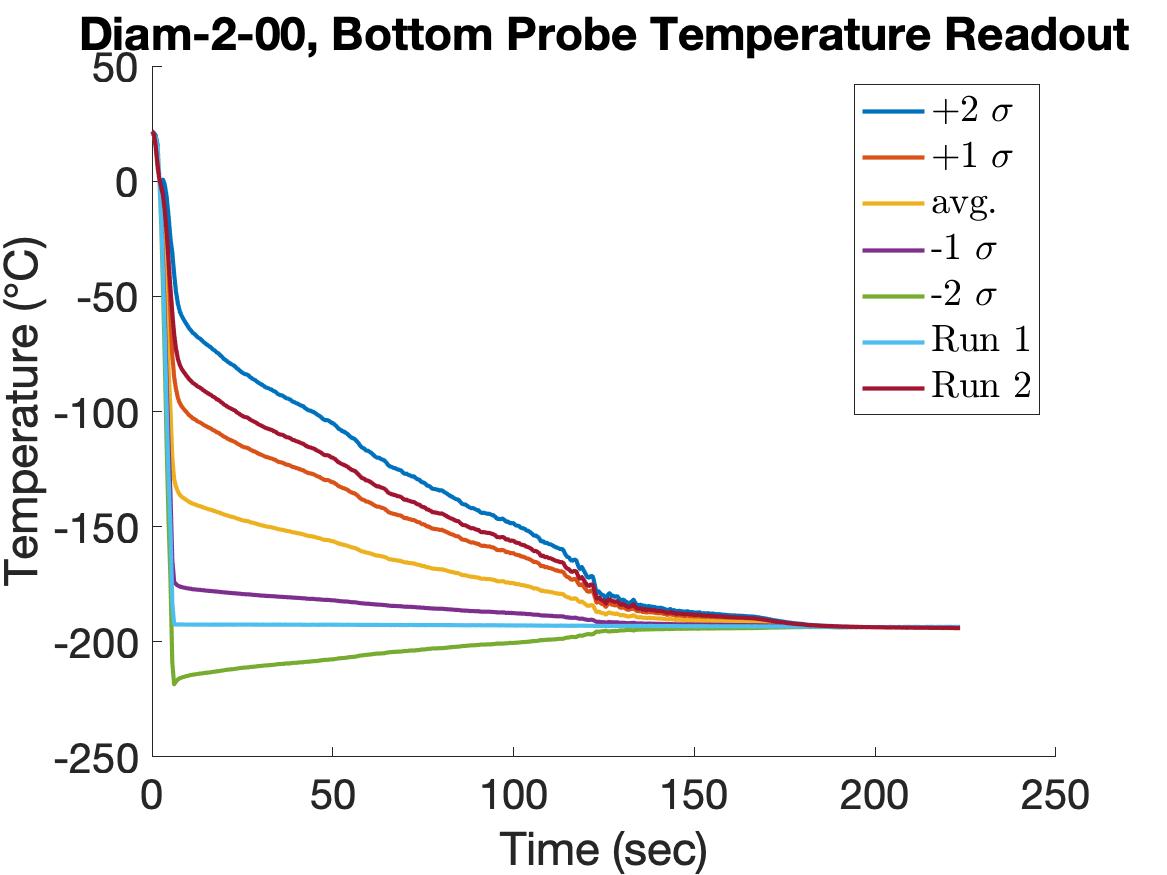 Diam-2-00, Bottom Probe Temperature Readout
50
0
-50
-100
-150
-200
-250
Temperature (°C)
0 50 100 150 200 250
Time (sec)
+2 σ
+1 σ
avg.
-1 σ
-2 σ
Run 1
Run 2